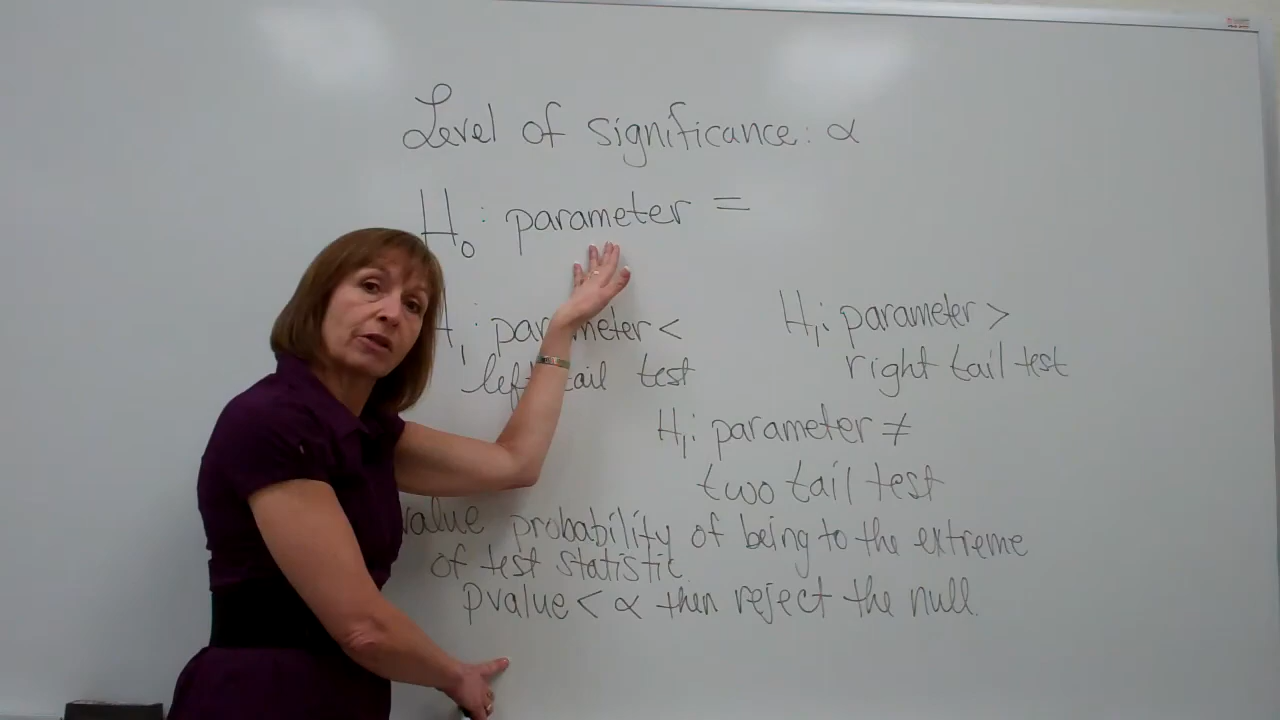 Level of significance: α
H₀: parameter =
H₁: parameter <
left tail test
H₁: parameter >
right tail test
H₁: parameter ≠
two tail test
value probability of being to the extreme
of test statistic.
pvalue < α then reject the null.